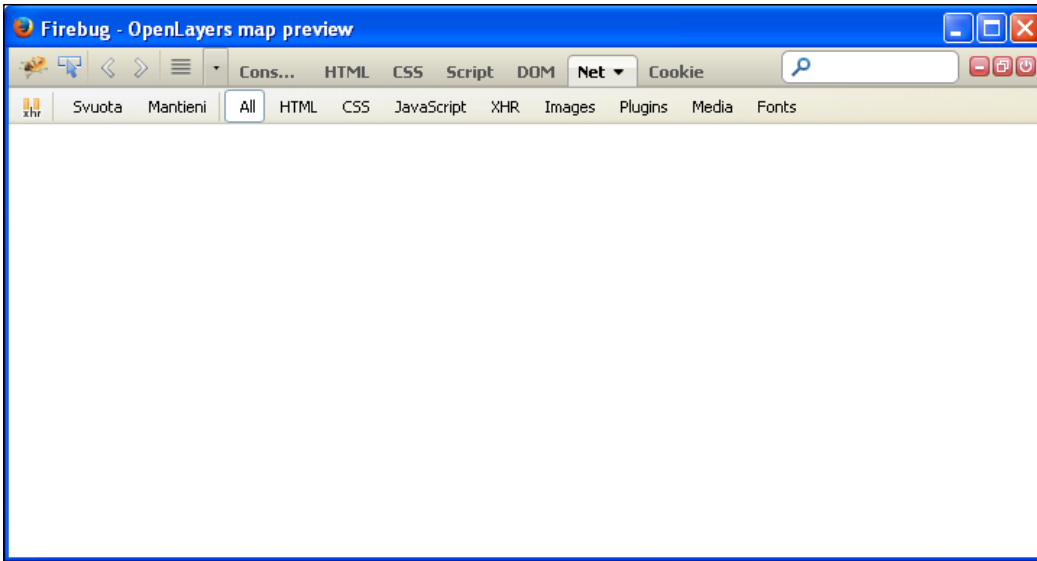 Firebug - OpenLayers map preview
Cons... HTML CSS Script DOM Net Cookie
xhr Svuota Mantieni All HTML CSS JavaScript XHR Images Plugins Media Fonts